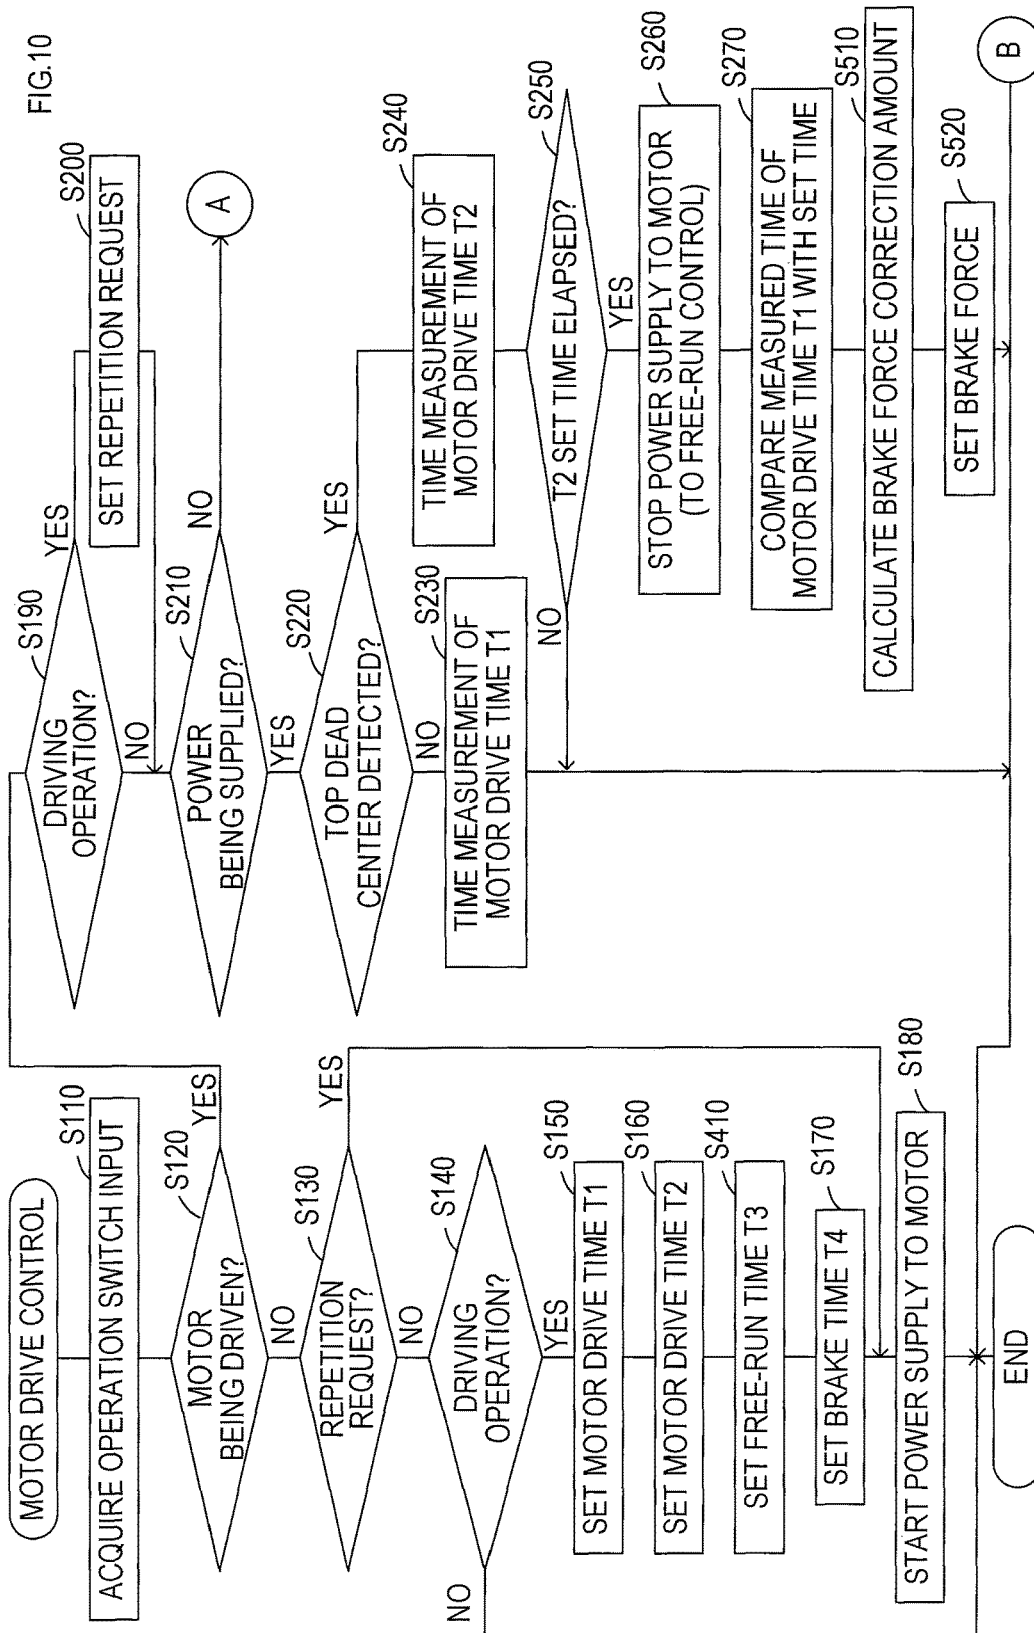 FIG.10
MOTOR DRIVE CONTROL
S110
ACQUIRE OPERATION SWITCH INPUT
S120
MOTOR
BEING DRIVEN?
YES
NO
S130
REPETITION
REQUEST?
YES
NO
S140
DRIVING
OPERATION?
NO
YES
S150
SET MOTOR DRIVE TIME T1
S160
SET MOTOR DRIVE TIME T2
S410
SET FREE-RUN TIME T3
S170
SET BRAKE TIME T4
S180
START POWER SUPPLY TO MOTOR
END
S190
DRIVING
OPERATION?
YES
NO
S200
SET REPETITION REQUEST
S210
POWER
BEING SUPPLIED?
NO
A
YES
S220
TOP DEAD
CENTER DETECTED?
YES
NO
S230
TIME MEASUREMENT OF
MOTOR DRIVE TIME T1
S240
TIME MEASUREMENT OF
MOTOR DRIVE TIME T2
S250
T2 SET TIME ELAPSED?
NO
YES
S260
STOP POWER SUPPLY TO MOTOR
(TO FREE-RUN CONTROL)
S270
COMPARE MEASURED TIME OF
MOTOR DRIVE TIME T1 WITH SET TIME
S510
CALCULATE BRAKE FORCE CORRECTION AMOUNT
S520
SET BRAKE FORCE
B